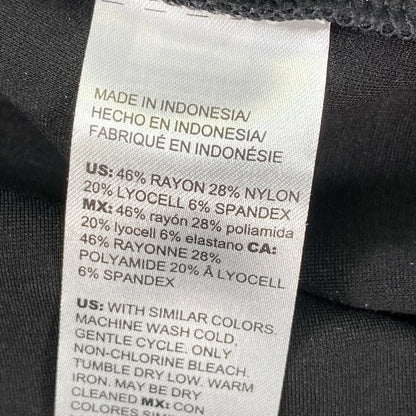 MADE IN INDONESIA/
HECHO EN INDONESIA/
FABRIQUÉ EN INDONÉSIE
US: 46% RAYON 28% NYLON
20% LYOCELL 6% SPANDEX
MX: 46% rayón 28% poliamida
20% lyocell 6% elastano CA:
46% RAYONNE 28%
POLYAMIDE 20% Â LYOCELL
6% SPANDEX
US: WITH SIMILAR COLORS.
MACHINE WASH COLD,
GENTLE CYCLE. ONLY
NON-CHLORINE BLEACH.
TUMBLE DRY LOW. WARM
IRON. MAY BE DRY
CLEANED MX: CON
COLORES